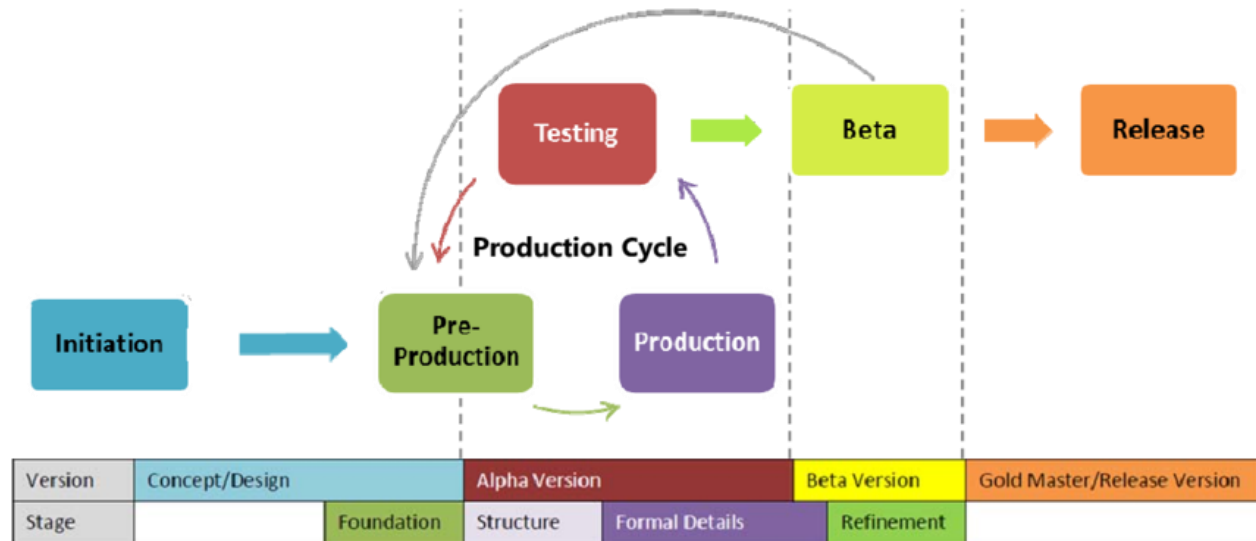 Testing
Beta
Release
Production Cycle
Initiation
Pre-
Production
Production
Version
Concept/Design
Alpha Version
Beta Version
Gold Master/Release Version
Stage
Foundation
Structure
Formal Details
Refinement